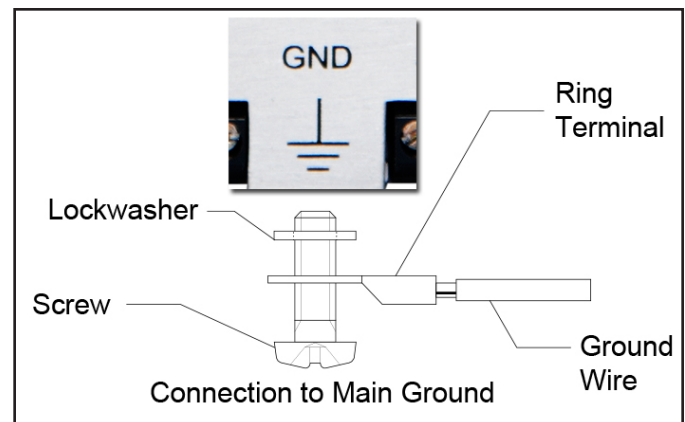 GND
Ring
Terminal
Lockwasher
Screw
Ground
Wire
Connection to Main Ground